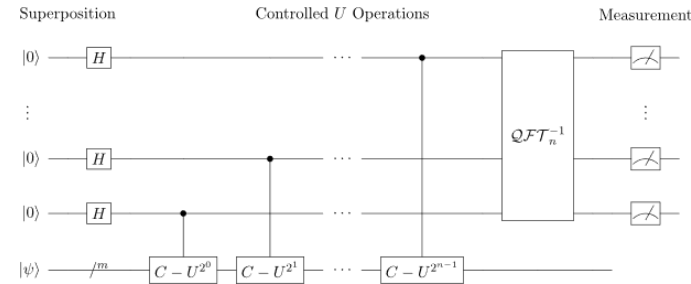 Superposition Controlled U Operations Measurement
|0⟩ H ··· 
⋮ ⋮
QFT_n^{-1}
|0⟩ H ···
|0⟩ H ···
|ψ⟩ /^m C − U^{2^0} C − U^{2^1} ··· C − U^{2^{n−1}}